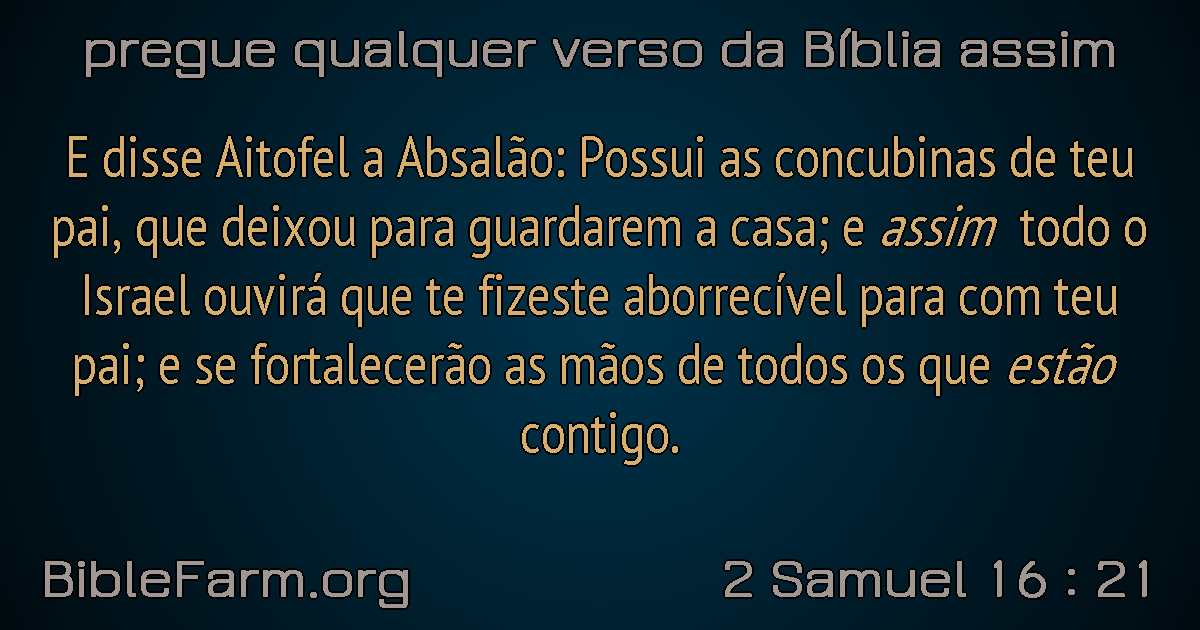 pregue qualquer verso da Bíblia assim
E disse Aitofel a Absalão: Possui as concubinas de teu
pai, que deixou para guardarem a casa; e assim todo o
Israel ouvirá que te fizeste aborrecível para com teu
pai; e se fortalecerão as mãos de todos os que estão
contigo.
BibleFarm.org
2 Samuel 16 : 21